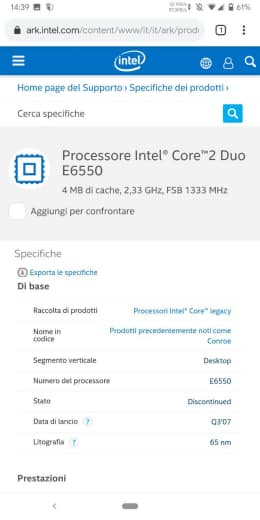 14:39
61%
ark.intel.com/content/www/it/it/ark/produ
1
intel
Home page del Supporto › Specifiche dei prodotti ›
Cerca specifiche
Processore Intel® Core™2 Duo
E6550
4 MB di cache, 2,33 GHz, FSB 1333 MHz
Aggiungi per confrontare
Specifiche
Esporta le specifiche
Di base
Raccolta di prodotti Processori Intel® Core™ legacy
Nome in codice Prodotti precedentemente noti come Conroe
Segmento verticale Desktop
Numero del processore E6550
Stato Discontinued
Data di lancio ? Q3'07
Litografia ? 65 nm
Prestazioni